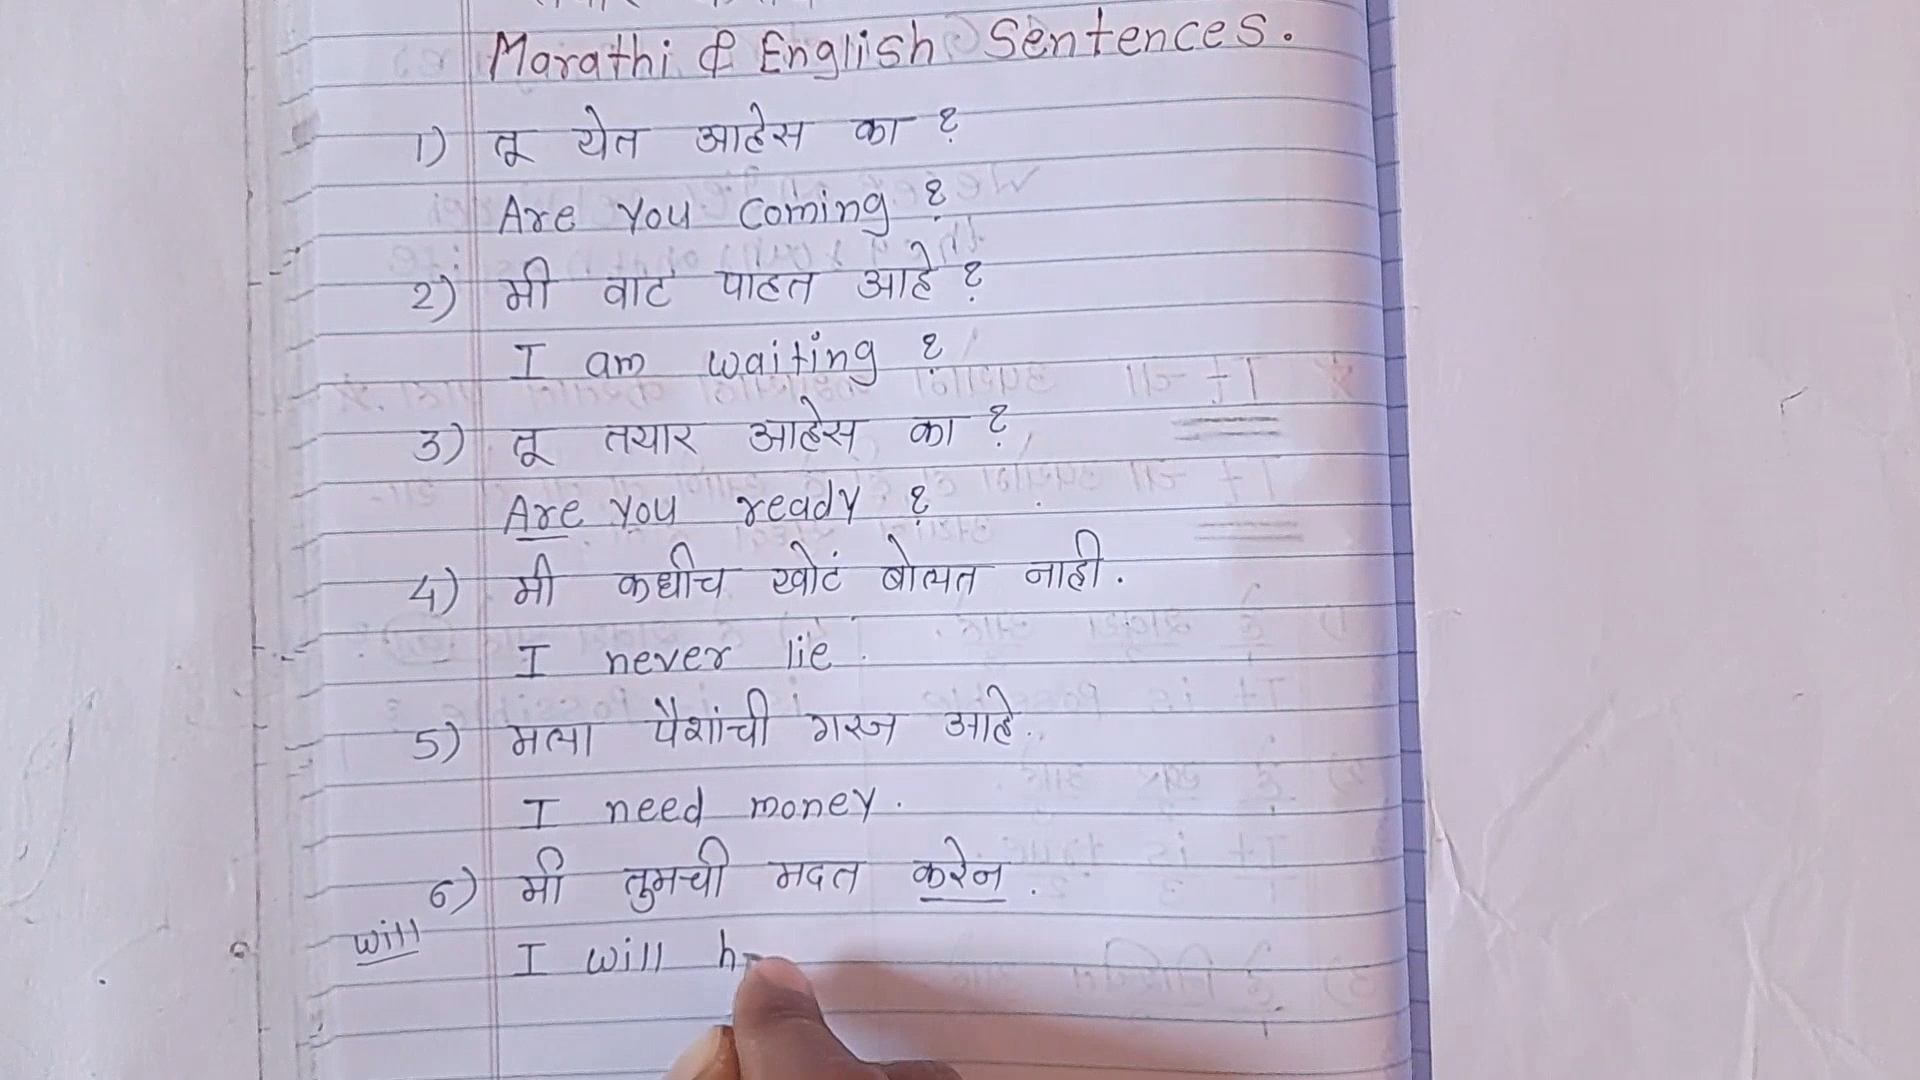 Marathi & English Sentences.
1) तू येत आहेस का ?
Are you coming ?
2) मी वाट पाहत आहे ?
I am waiting ?
3) तू तयार आहेस का ?
Are you ready ?
4) मी कधीच खोटं बोलत नाही.
I never lie.
5) मला पैशांची गरज आहे.
I need money.
6) मी तुमची मदत करेन.
will I will h